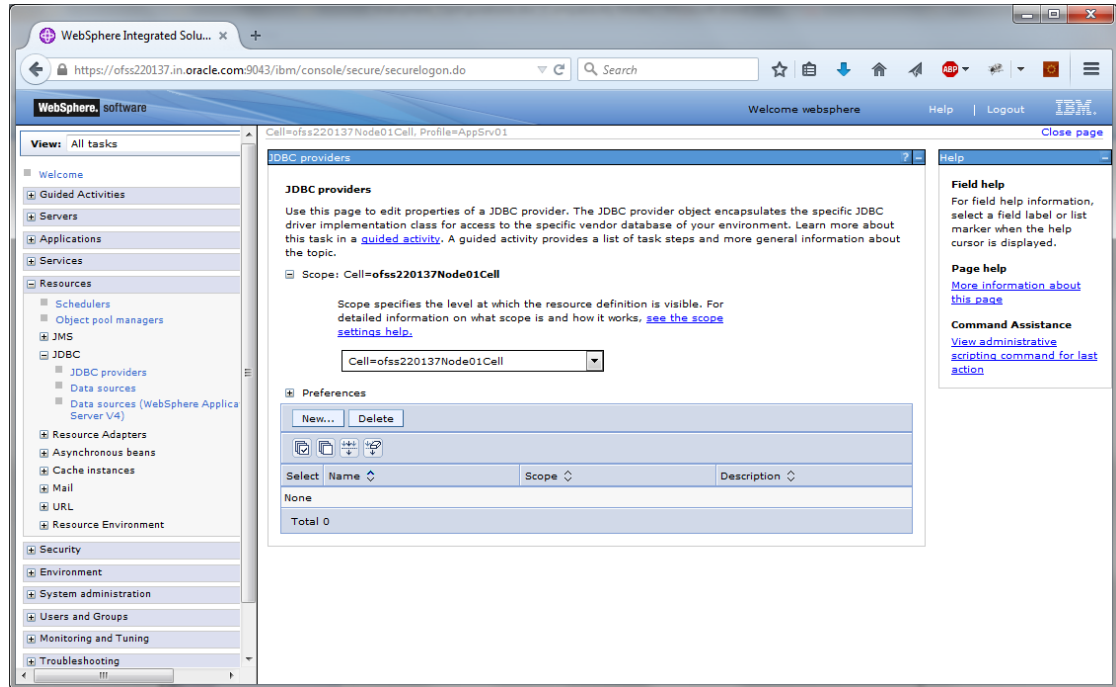 WebSphere Integrated Solu... × +
https://ofss220137.in.oracle.com:9043/ibm/console/secure/securelogon.do
Search
ABP
WebSphere. software
Welcome websphere
Help | Logout
IBM.
View: All tasks
Welcome
Guided Activities
Servers
Applications
Services
Resources
Schedulers
Object pool managers
JMS
JDBC
JDBC providers
Data sources
Data sources (WebSphere Applica
Server V4)
Resource Adapters
Asynchronous beans
Cache instances
Mail
URL
Resource Environment
Security
Environment
System administration
Users and Groups
Monitoring and Tuning
Troubleshooting
Cell=ofss220137Node01Cell, Profile=AppSrv01
Close page
JDBC providers
? –
JDBC providers
Use this page to edit properties of a JDBC provider. The JDBC provider object encapsulates the specific JDBC
driver implementation class for access to the specific vendor database of your environment. Learn more about
this task in a guided activity. A guided activity provides a list of task steps and more general information about
the topic.
Scope: Cell=ofss220137Node01Cell
Scope specifies the level at which the resource definition is visible. For
detailed information on what scope is and how it works, see the scope
settings help.
Cell=ofss220137Node01Cell
Preferences
New... Delete
Select Name Scope Description
None
Total 0
Help –
Field help
For field help information,
select a field label or list
marker when the help
cursor is displayed.
Page help
More information about
this page
Command Assistance
View administrative
scripting command for last
action